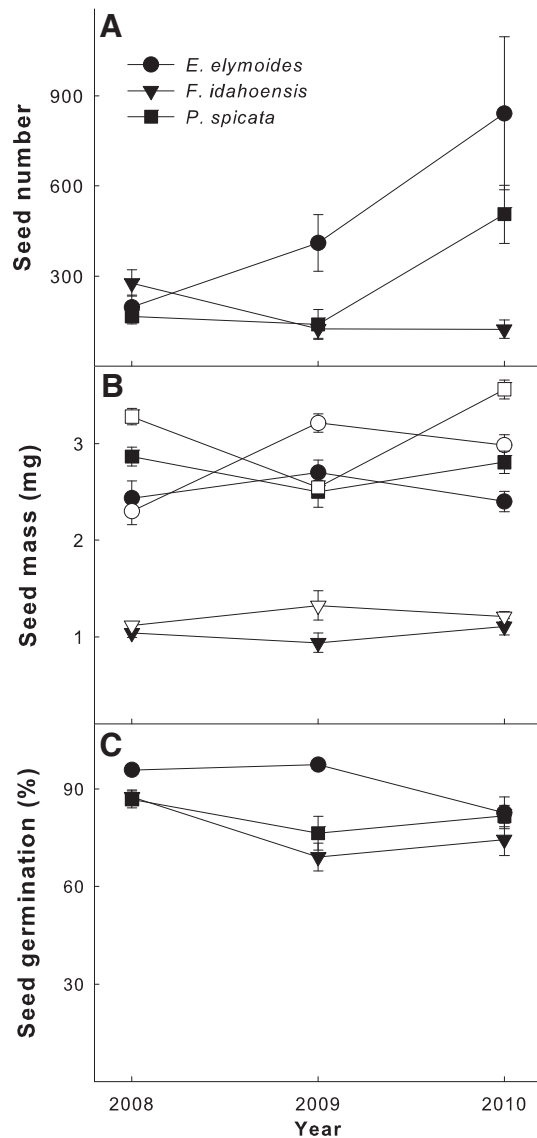 A
E. elymoides
F. idahoensis
P. spicata
900
600
300
Seed number
B
3
2
1
Seed mass (mg)
C
90
60
30
Seed germination (%)
2008 2009 2010
Year